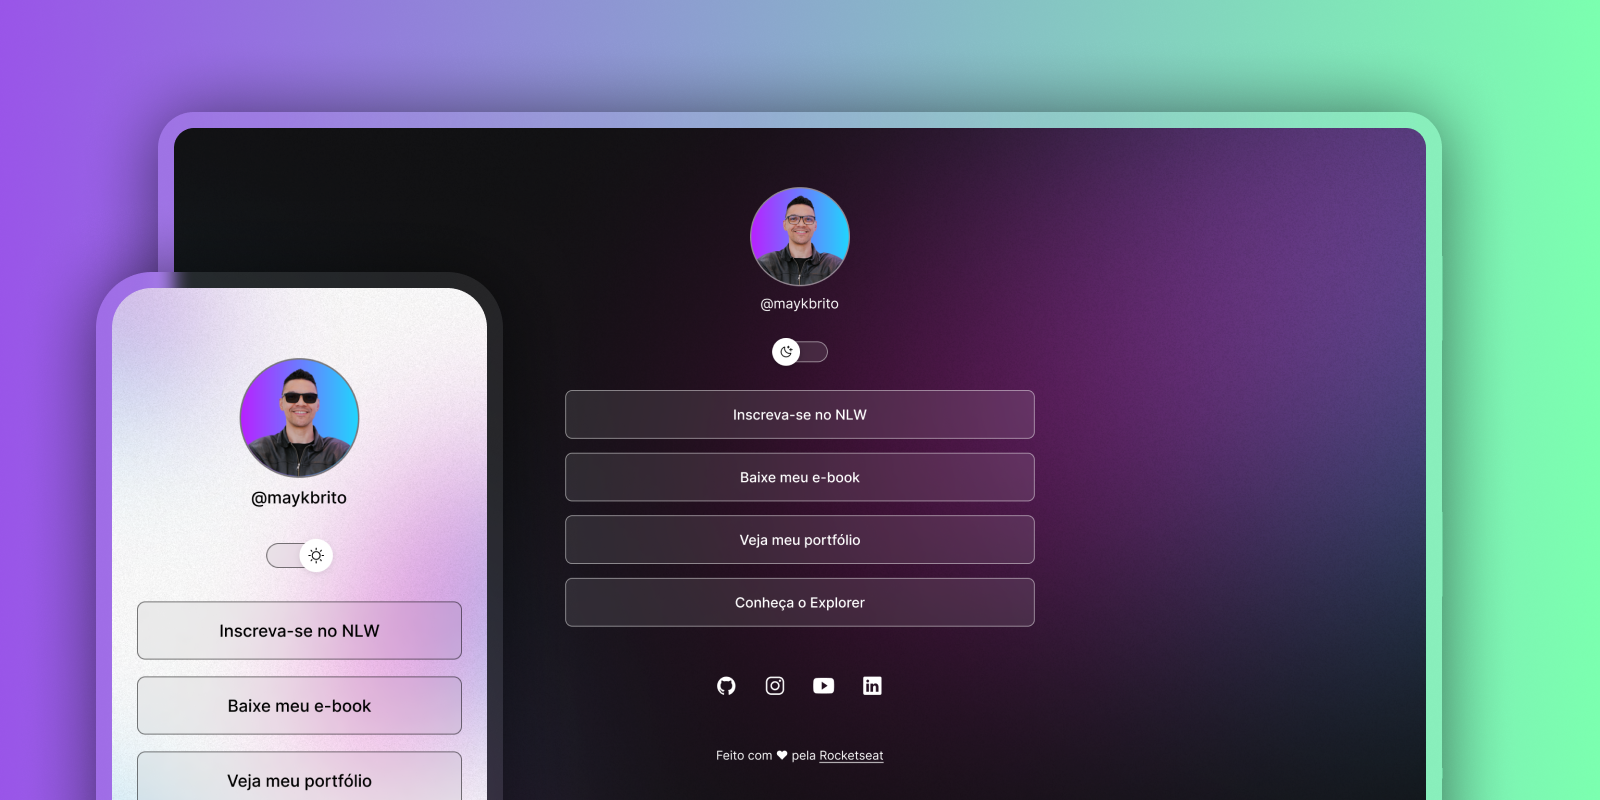 @maykbrito
Inscreva-se no NLW
Baixe meu e-book
Veja meu portfólio
Conheça o Explorer
Feito com ♥ pela Rocketseat
@maykbrito
Inscreva-se no NLW
Baixe meu e-book
Veja meu portfólio